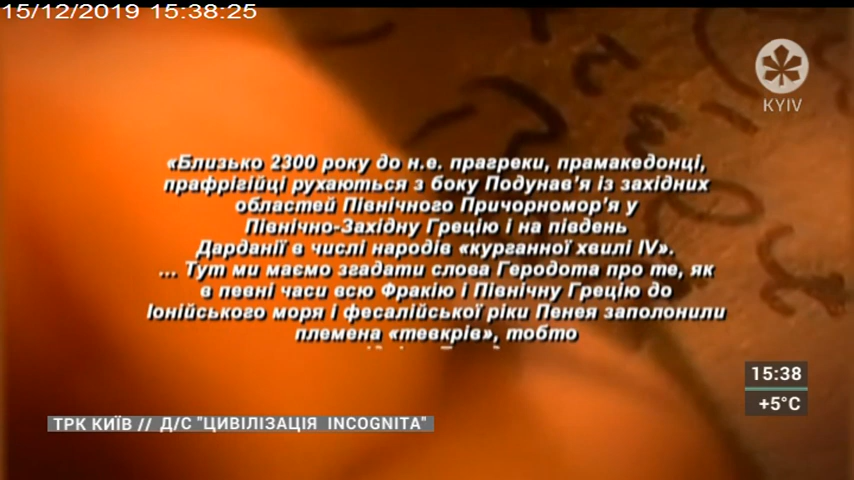 15/12/2019 15:38:25
KYIV
«Близько 2300 року до н.е. прагреки, прамакедонці,
прафрігійці рухаються з боку Подунав’я із західних
областей Північного Причорномор’я у
Північно-Західну Грецію і на південь
Дарданії в числі народів «курганної хвилі IV».
... Тут ми маємо згадати слова Геродота про те, як
в певні часи всю Фракію і Північну Грецію до
Іонійського моря і фесалійської ріки Пенея заполонили
племена «тевкрів», тобто
15:38
+5°C
ТРК КИЇВ // Д/С "ЦИВІЛІЗАЦІЯ INCOGNITA"